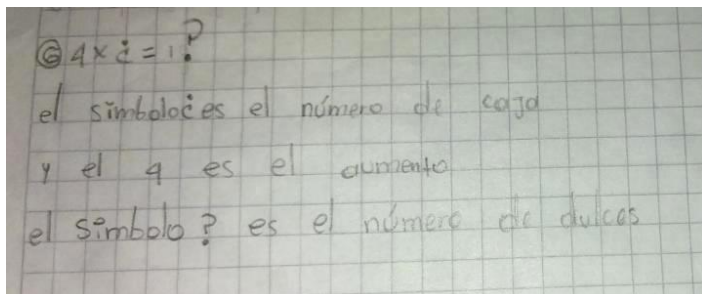 ⑥ 4 x ¿ = 1?
el símbolo ¿ es el número de caja
y el 4 es el aumento
el símbolo ? es el número de dulces